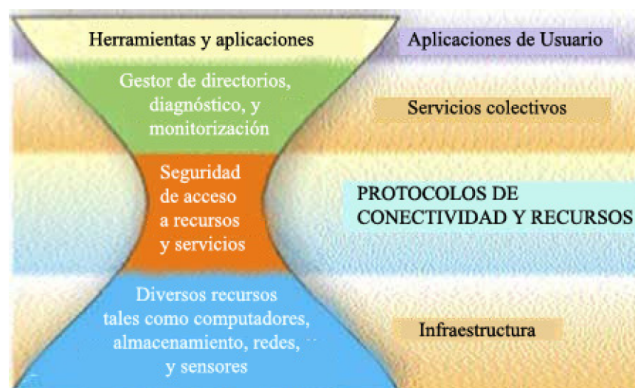 Herramientas y aplicaciones
Aplicaciones de Usuario
Gestor de directorios,
diagnóstico, y
monitorización
Servicios colectivos
Seguridad
de acceso
a recursos
y servicios
PROTOCOLOS DE
CONECTIVIDAD Y RECURSOS
Diversos recursos
tales como computadores,
almacenamiento, redes,
y sensores
Infraestructura